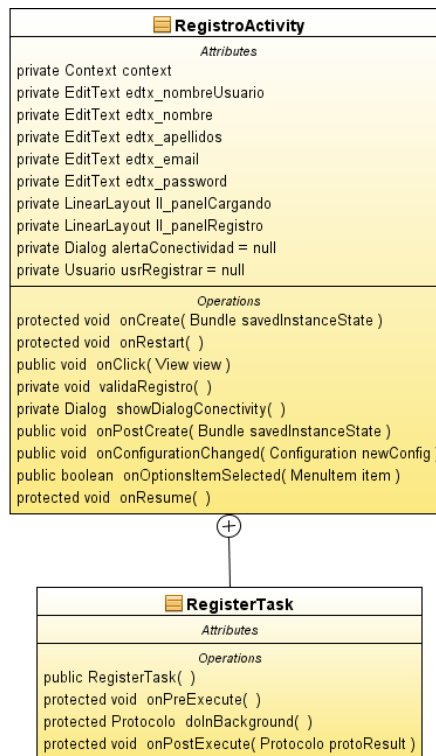 RegistroActivity
Attributes
private Context context
private EditText edtx_nombreUsuario
private EditText edtx_nombre
private EditText edtx_apellidos
private EditText edtx_email
private EditText edtx_password
private LinearLayout ll_panelCargando
private LinearLayout ll_panelRegistro
private Dialog alertaConectividad = null
private Usuario usrRegistrar = null
Operations
protected void onCreate( Bundle savedInstanceState )
protected void onRestart( )
public void onClick( View view )
private void validaRegistro( )
private Dialog showDialogConectivity( )
public void onPostCreate( Bundle savedInstanceState )
public void onConfigurationChanged( Configuration newConfig )
public boolean onOptionsItemSelected( MenuItem item )
protected void onResume( )
RegisterTask
Attributes
Operations
public RegisterTask( )
protected void onPreExecute( )
protected Protocolo doInBackground( )
protected void onPostExecute( Protocolo protoResult )